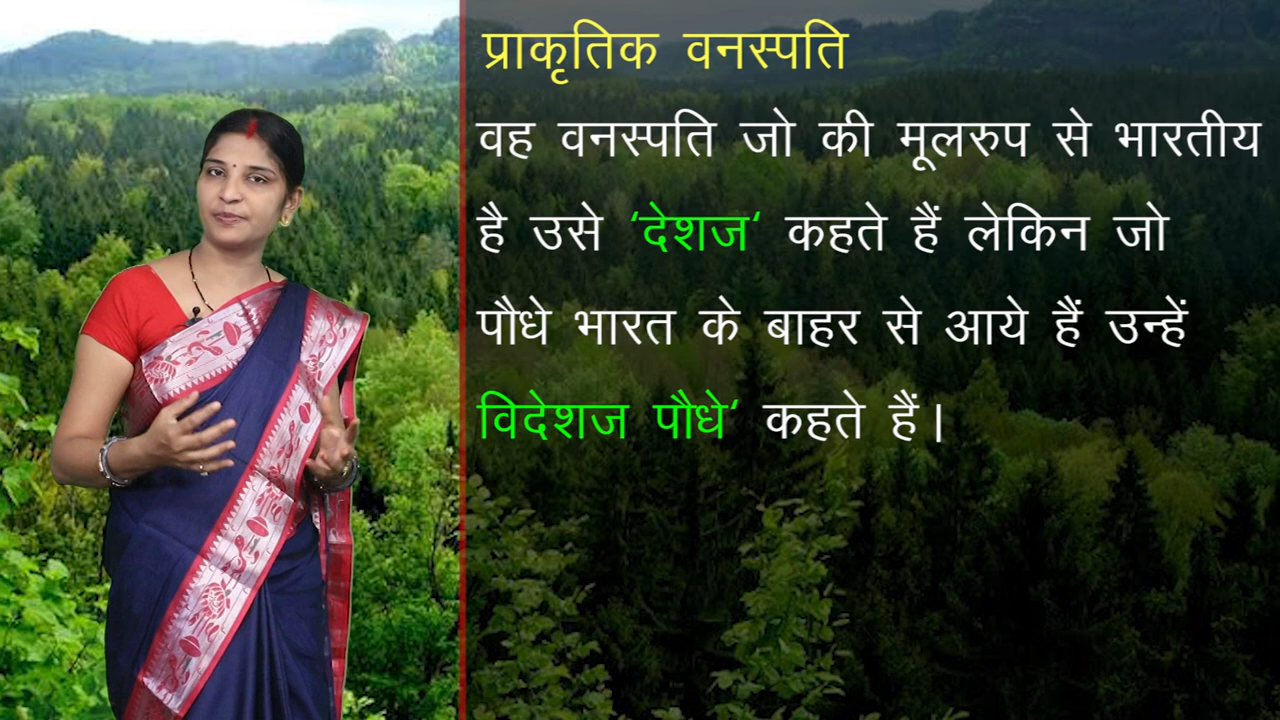 प्राकृतिक वनस्पति
वह वनस्पति जो की मूलरुप से भारतीय
है उसे ‘देशज‘ कहते हैं लेकिन जो
पौधे भारत के बाहर से आये हैं उन्हें
विदेशज पौधे‘ कहते हैं।